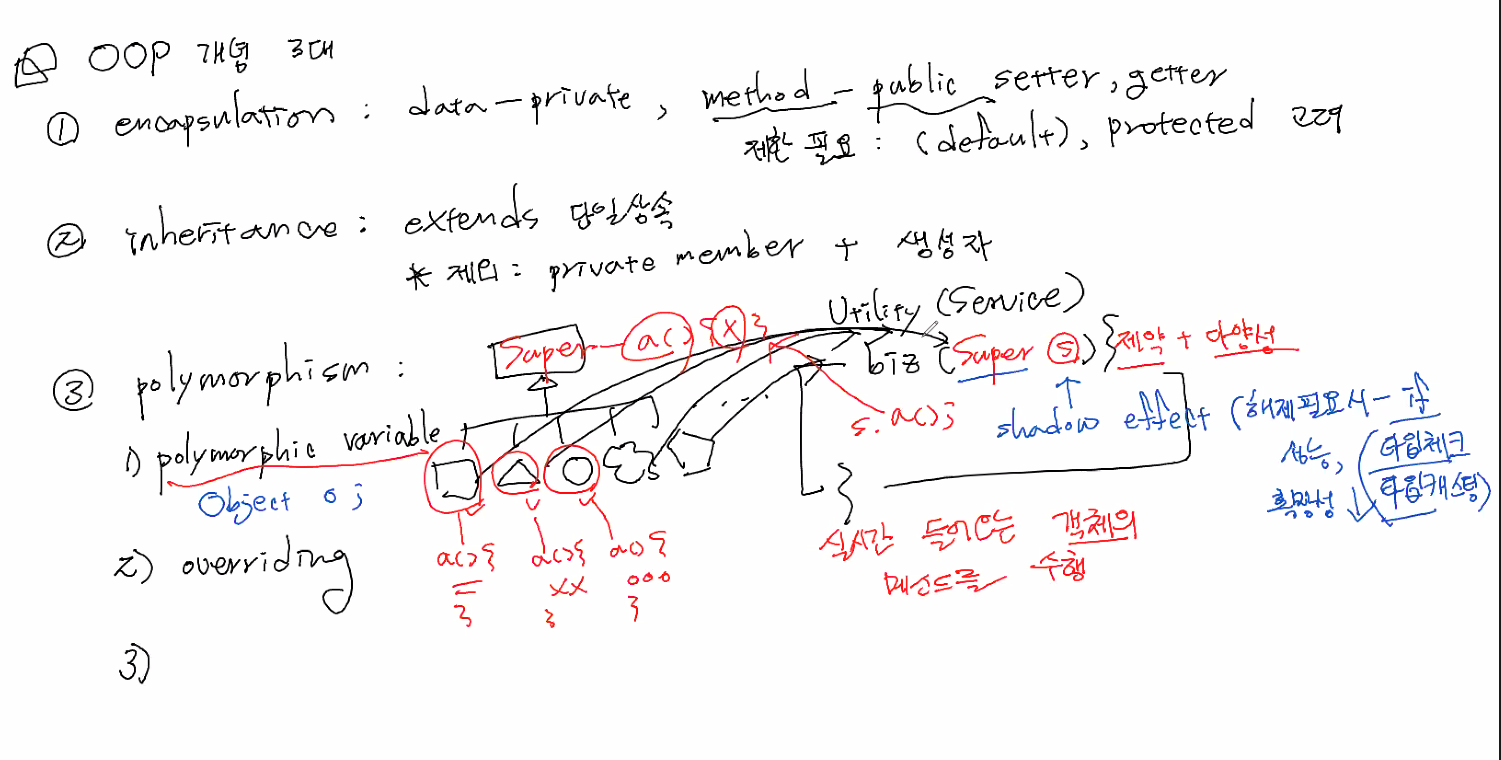 OOP 개념 3대
① encapsulation : data - private, method - public setter, getter
제한 필요 : (default), protected 고려
② inheritance : extends 단일상속
* 제외 : private member + 생성자
Utility (Service)
Super a() { x }
biz (Super s) { 제약 + 다양성
③ polymorphism :
s.a();
shadow effect (해제필요시 - if
1) polymorphic variable
성능, 타입체크
Object o ;
확장성 타입캐스팅)
}
실시간 들어오는 객체의
2) overriding
a() { a() { a() {
= xx ooo
} } }
메소드를 수행
3)